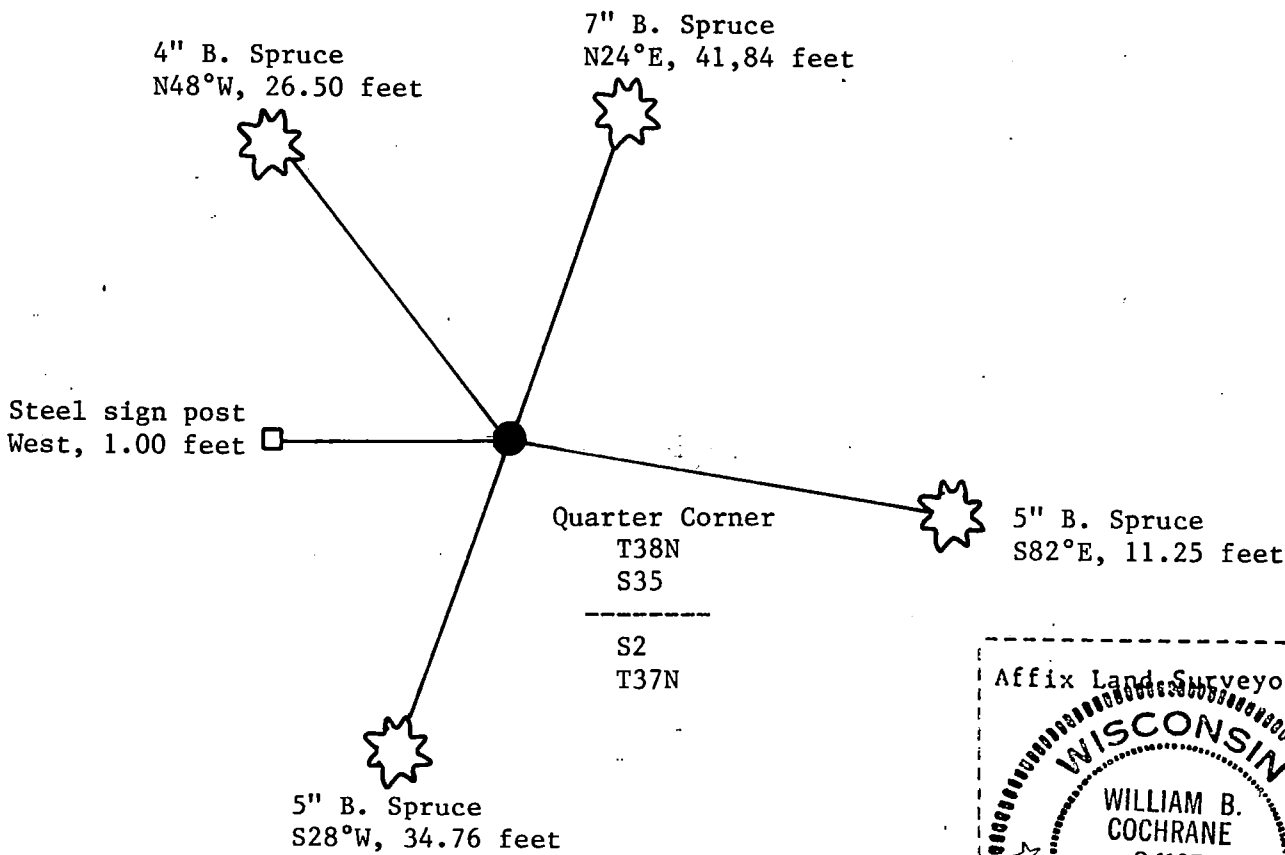 7" B. Spruce
N24°E, 41,84 feet
4" B. Spruce
N48°W, 26.50 feet
Steel sign post
West, 1.00 feet
Quarter Corner
T38N
S35
S2
T37N
5" B. Spruce
S82°E, 11.25 feet
5" B. Spruce
S28°W, 34.76 feet
Affix Land Surveyo
WISCONSIN
WILLIAM B.
COCHRANE